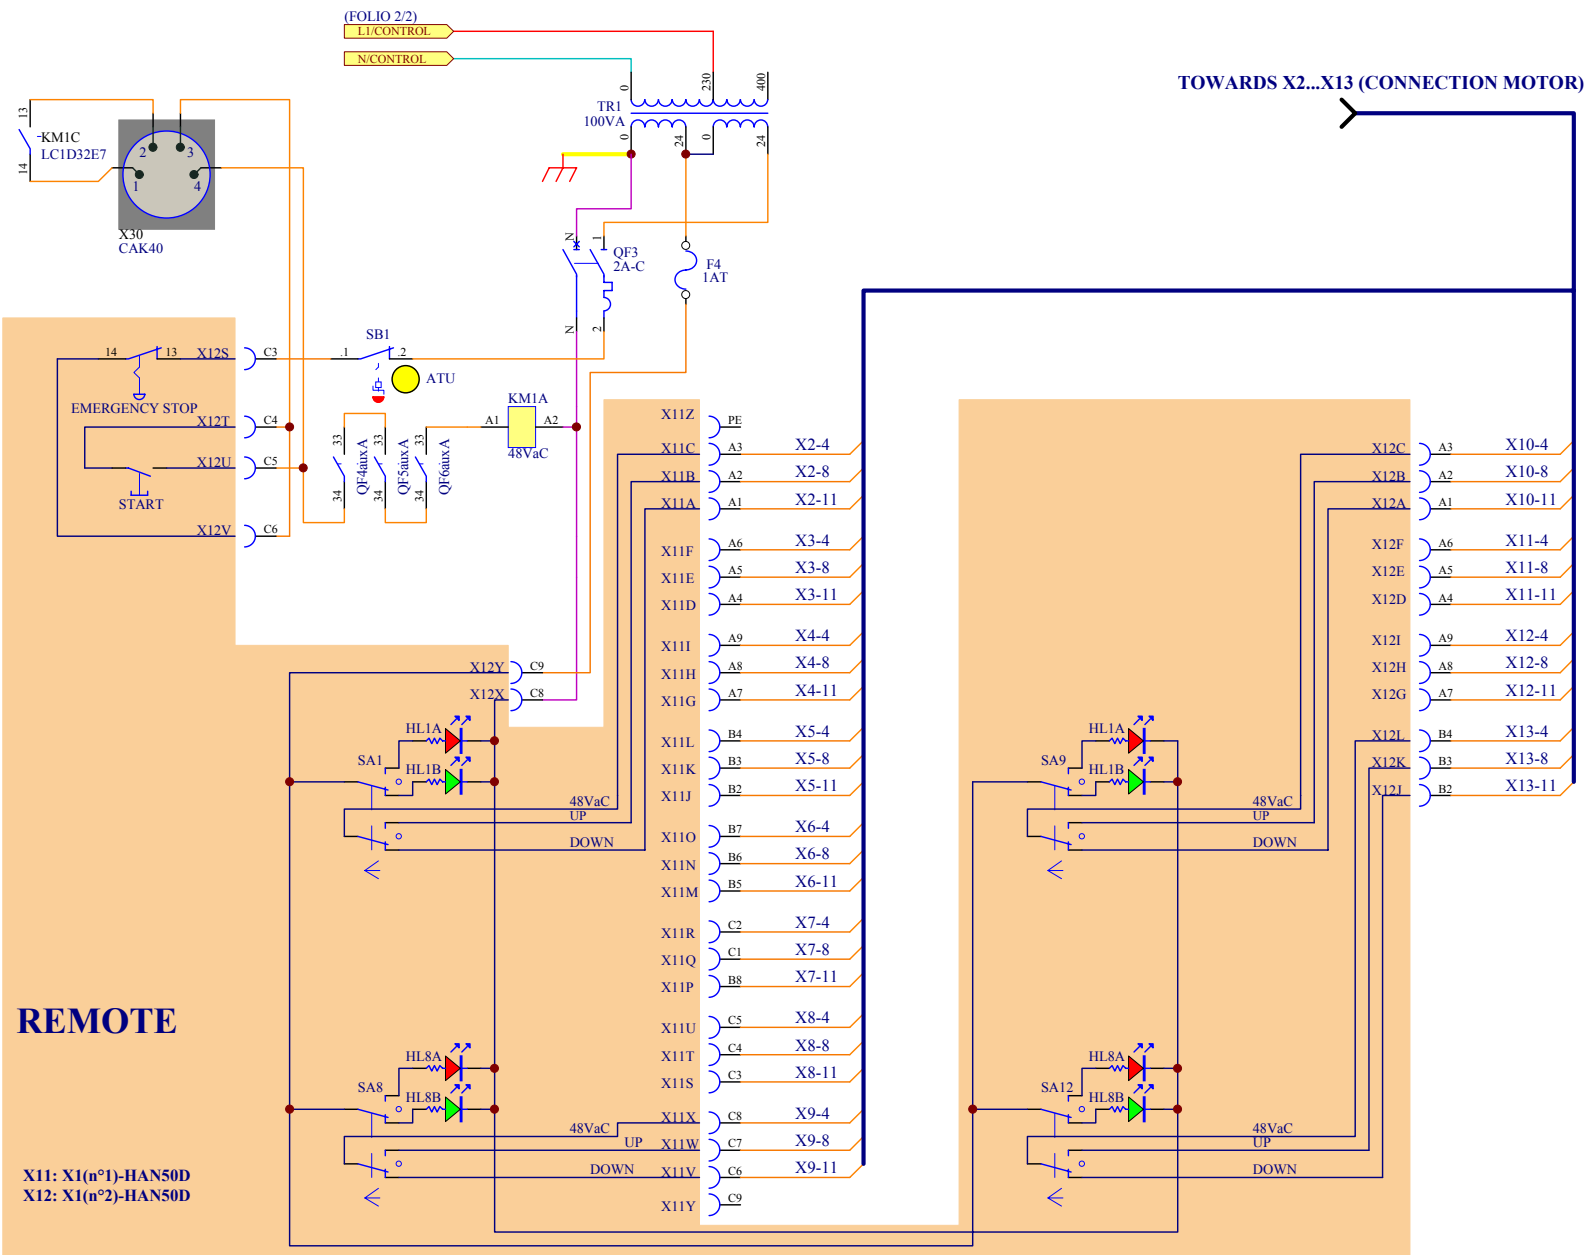 (FOLIO 2/2)
L1/CONTROL
N/CONTROL
0
230
400
TR1
100VA
0
24
0
24
TOWARDS X2...X13 (CONNECTION MOTOR)
13
-KM1C
LC1D32E7
14
2
3
1
4
X30
CAK40
N
1
QF3
2A-C
N
2
F4
1AT
14
13
X12S
C3
EMERGENCY STOP
X12T
C4
X12U
C5
START
X12V
C6
SB1
.1
.2
ATU
33
34
QF4auxA
33
34
QF5auxA
33
34
QF6auxA
KM1A
A1
A2
48VaC
X11Z
PE
X11C
A3
X2-4
X11B
A2
X2-8
X11A
A1
X2-11
X11F
A6
X3-4
X11E
A5
X3-8
X11D
A4
X3-11
X11I
A9
X4-4
X11H
A8
X4-8
X11G
A7
X4-11
X11L
B4
X5-4
X11K
B3
X5-8
X11J
B2
X5-11
X11O
B7
X6-4
X11N
B6
X6-8
X11M
B5
X6-11
X11R
C2
X7-4
X11Q
C1
X7-8
X11P
B8
X7-11
X11U
C5
X8-4
X11T
C4
X8-8
X11S
C3
X8-11
X11X
C8
X9-4
X11W
C7
X9-8
X11V
C6
X9-11
X11Y
C9
X12C
A3
X10-4
X12B
A2
X10-8
X12A
A1
X10-11
X12F
A6
X11-4
X12E
A5
X11-8
X12D
A4
X11-11
X12I
A9
X12-4
X12H
A8
X12-8
X12G
A7
X12-11
X12L
B4
X13-4
X12K
B3
X13-8
X12J
B2
X13-11
X12Y
C9
X12X
C8
HL1A
SA1
HL1B
48VaC
UP
DOWN
HL8A
SA8
HL8B
48VaC
UP
DOWN
HL1A
SA9
HL1B
48VaC
UP
DOWN
HL8A
SA12
HL8B
48VaC
UP
DOWN
REMOTE
X11: X1(n°1)-HAN50D
X12: X1(n°2)-HAN50D